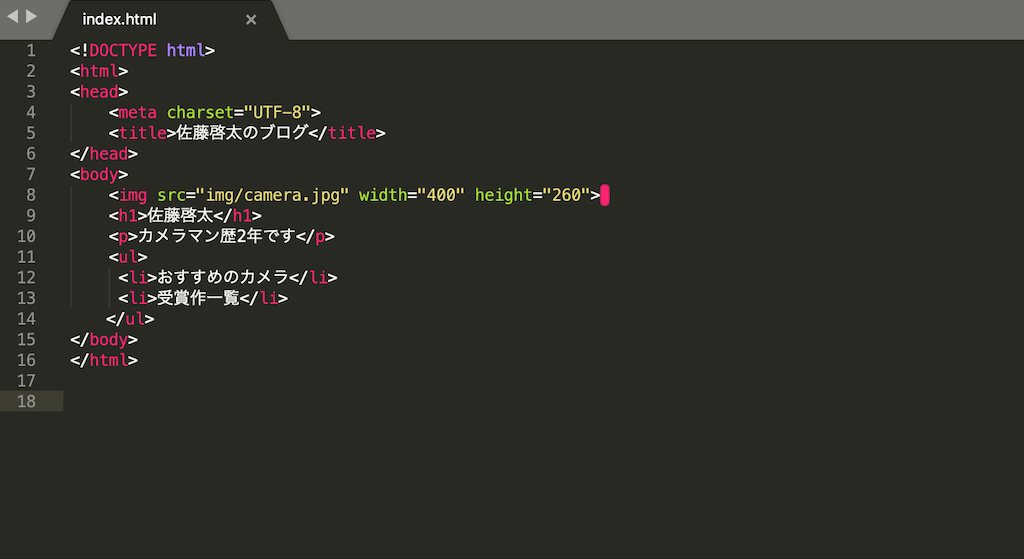 index.html ×
1 <!DOCTYPE html>
2 <html>
3 <head>
4     <meta charset="UTF-8">
5     <title>佐藤啓太のブログ</title>
6 </head>
7 <body>
8     <img src="img/camera.jpg" width="400" height="260">
9     <h1>佐藤啓太</h1>
10     <p>カメラマン歴2年です</p>
11     <ul>
12      <li>おすすめのカメラ</li>
13      <li>受賞作一覧</li>
14     </ul>
15 </body>
16 </html>
17
18